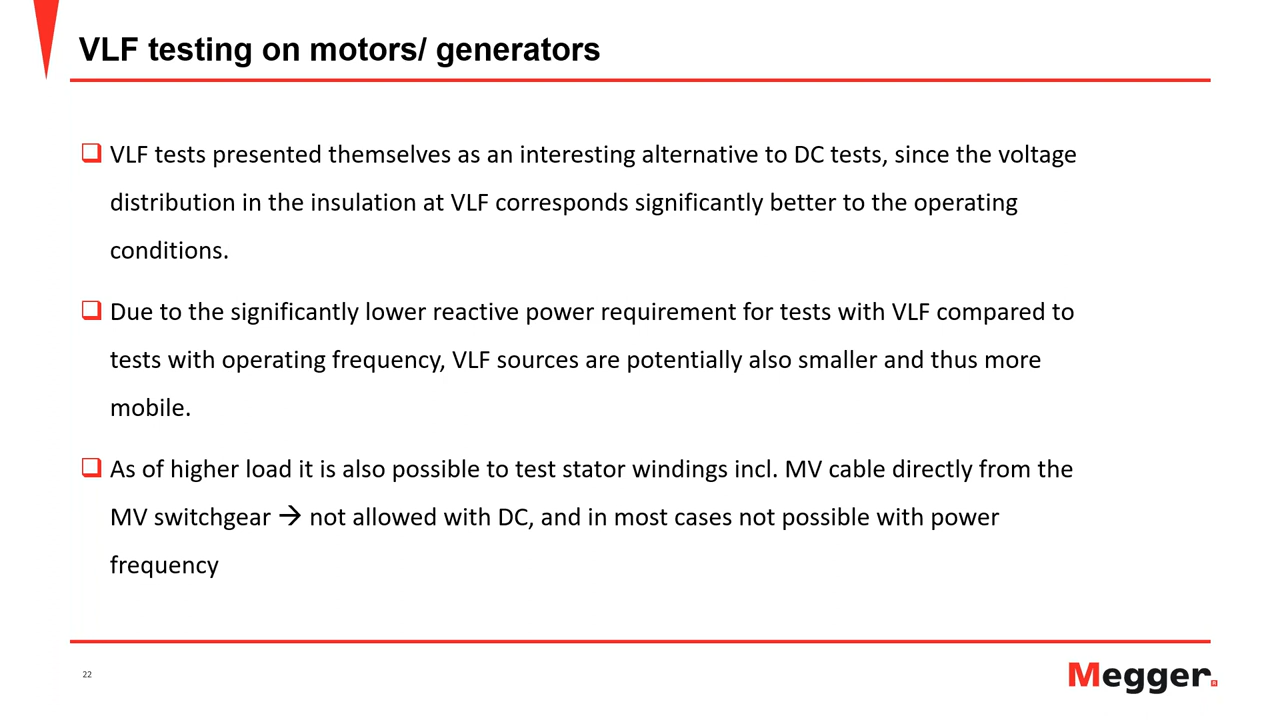 VLF testing on motors/ generators
VLF tests presented themselves as an interesting alternative to DC tests, since the voltage
distribution in the insulation at VLF corresponds significantly better to the operating
conditions.
Due to the significantly lower reactive power requirement for tests with VLF compared to
tests with operating frequency, VLF sources are potentially also smaller and thus more
mobile.
As of higher load it is also possible to test stator windings incl. MV cable directly from the
MV switchgear → not allowed with DC, and in most cases not possible with power
frequency
22
Megger.